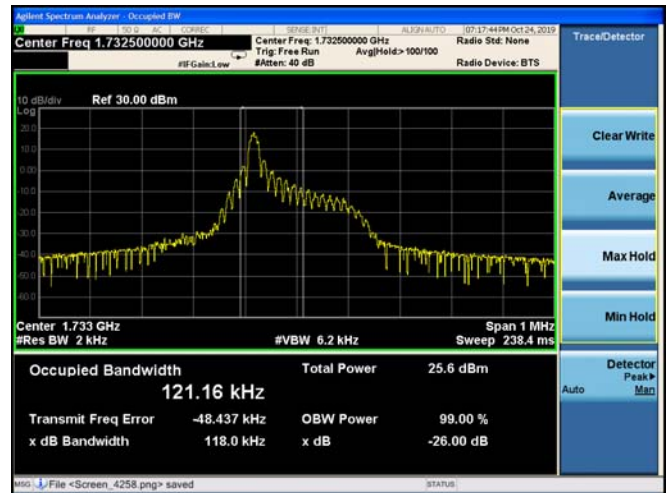 Agilent Spectrum Analyzer - Occupied BW
RF 50 Ω AC CORREC SENSE:INT ALIGN AUTO 07:17:44 PM Oct 24, 2019
Center Freq 1.732500000 GHz
Center Freq: 1.732500000 GHz
Radio Std: None
Trig: Free Run Avg|Hold:> 100/100
#IFGain:Low #Atten: 40 dB Radio Device: BTS
10 dB/div Ref 30.00 dBm
Log
20.0
10.0
0.00
-10.0
-20.0
-30.0
-40.0
-50.0
-60.0
Center 1.733 GHz Span 1 MHz
#Res BW 2 kHz #VBW 6.2 kHz Sweep 238.4 ms
Occupied Bandwidth Total Power 25.6 dBm
121.16 kHz
Transmit Freq Error -48.437 kHz OBW Power 99.00 %
x dB Bandwidth 118.0 kHz x dB -26.00 dB
MSG File <Screen_4258.png> saved STATUS
Trace/Detector
Clear Write
Average
Max Hold
Min Hold
Detector
Peak▶
Auto Man